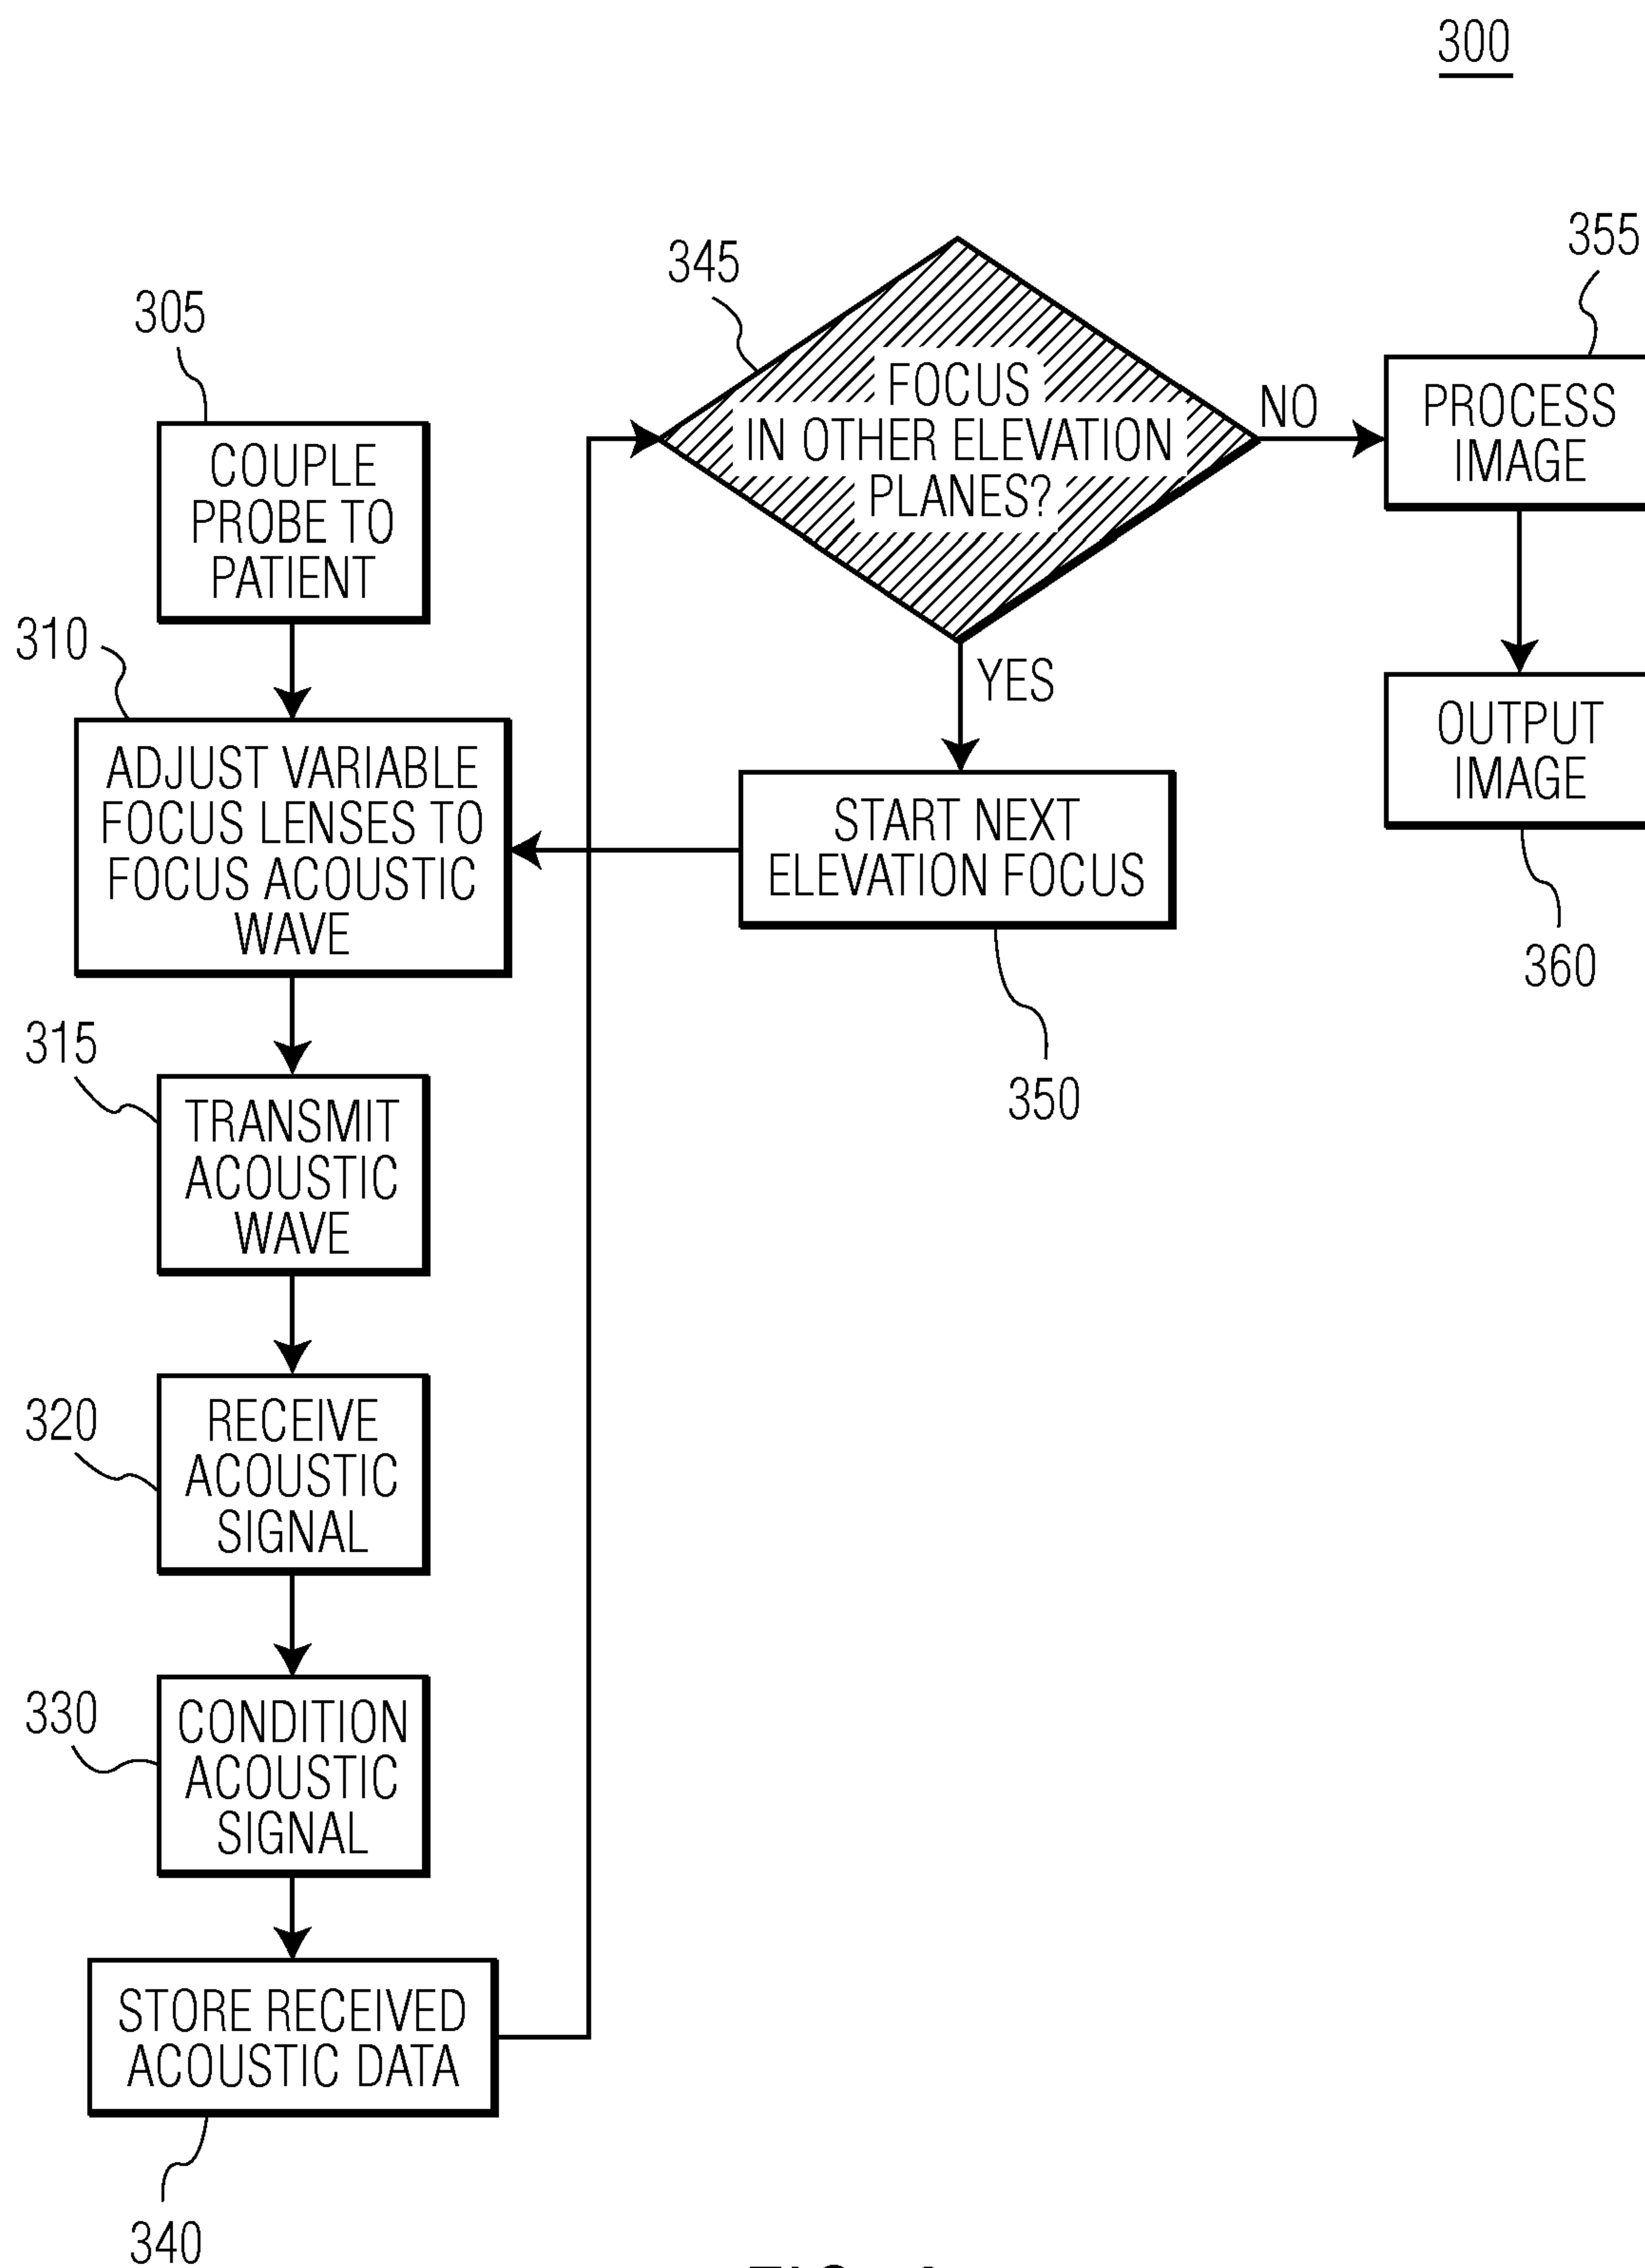 300
305
COUPLE
PROBE TO
PATIENT
310
ADJUST VARIABLE
FOCUS LENSES TO
FOCUS ACOUSTIC
WAVE
315
TRANSMIT
ACOUSTIC
WAVE
320
RECEIVE
ACOUSTIC
SIGNAL
330
CONDITION
ACOUSTIC
SIGNAL
STORE RECEIVED
ACOUSTIC DATA
340
345
FOCUS
IN OTHER ELEVATION
PLANES?
NO
YES
START NEXT
ELEVATION FOCUS
350
355
PROCESS
IMAGE
OUTPUT
IMAGE
360